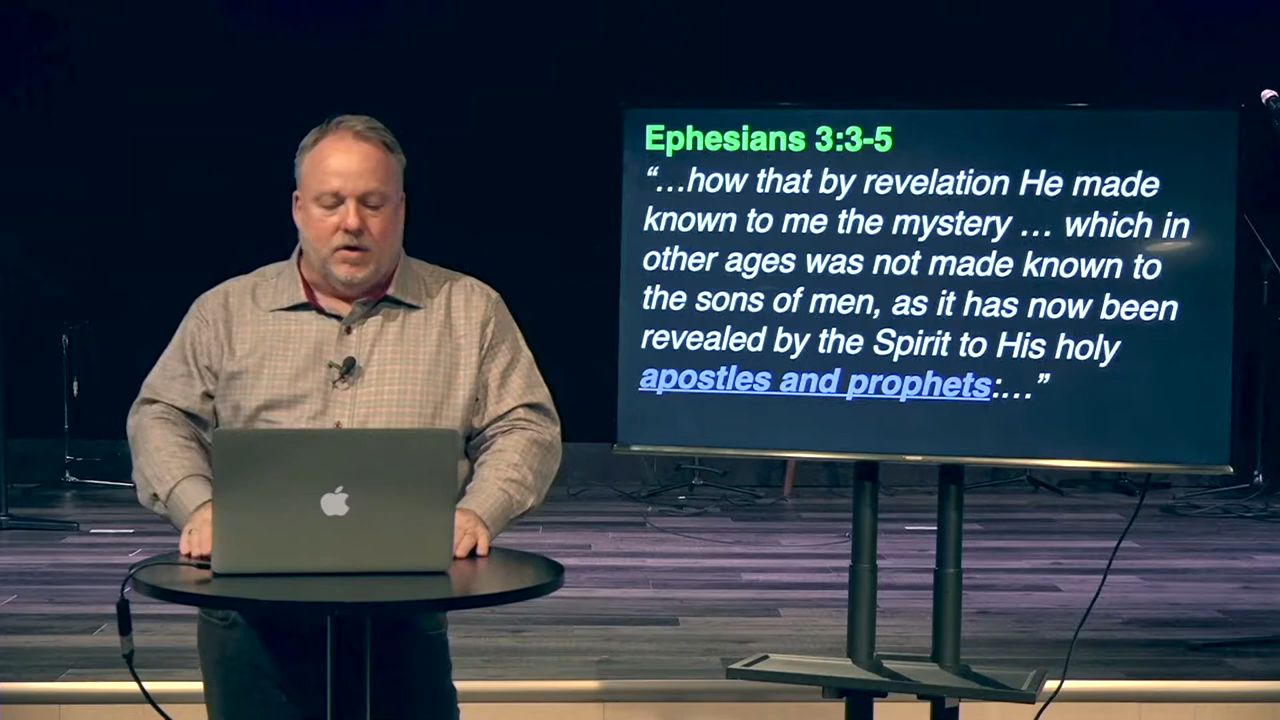 Ephesians 3:3-5
“…how that by revelation He made
known to me the mystery … which in
other ages was not made known to
the sons of men, as it has now been
revealed by the Spirit to His holy
apostles and prophets:…”